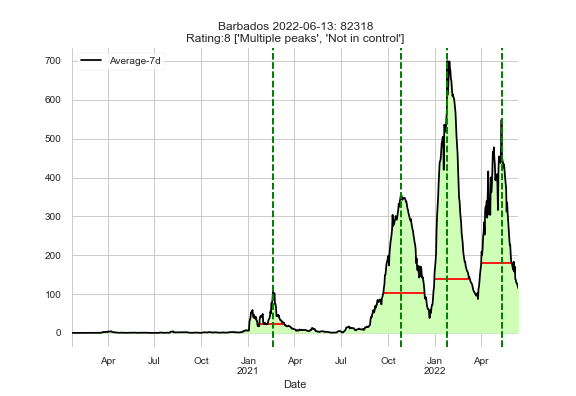 Barbados 2022-06-13: 82318
Rating:8 ['Multiple peaks', 'Not in control']
Average-7d
700
600
500
400
300
200
100
0
Apr Jul Oct Jan Apr Jul Oct Jan Apr
2021 2022
Date